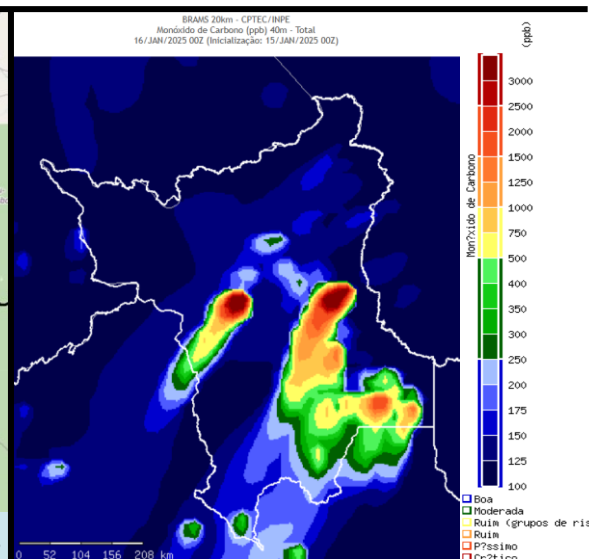 BRAMS 20km - CPTEC/INPE
Monóxido de Carbono (ppb) 40m - Total
16/JAN/2025 00Z (Inicialização: 15/JAN/2025 00Z)
(ppb)
Mon?xido de Carbono
3000
2500
2000
1500
1250
1000
750
500
400
350
300
250
200
175
150
125
100
Boa
Moderada
Ruim (grupos de ris
Ruim
P?ssimo
Cr?tico
0 52 104 156 208 km